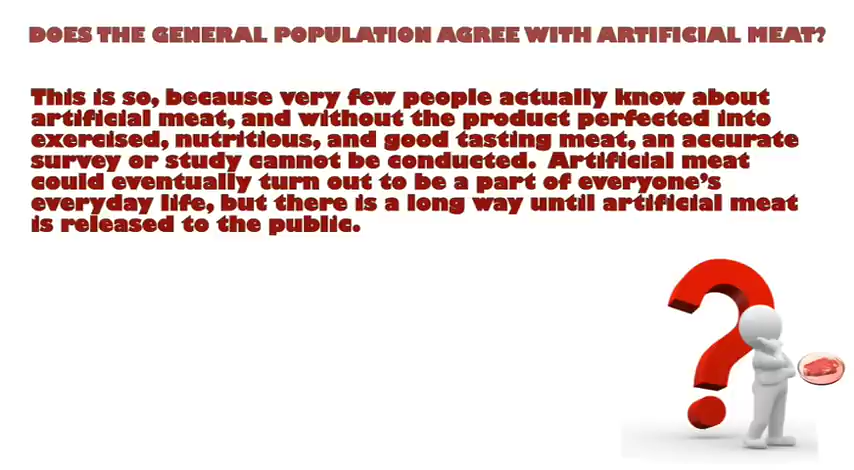 DOES THE GENERAL POPULATION AGREE WITH ARTIFICIAL MEAT?
This is so, because very few people actually know about
artificial meat, and without the product perfected into
exercised, nutritious, and good tasting meat, an accurate
survey or study cannot be conducted. Artificial meat
could eventually turn out to be a part of everyone's
everyday life, but there is a long way until artificial meat
is released to the public.